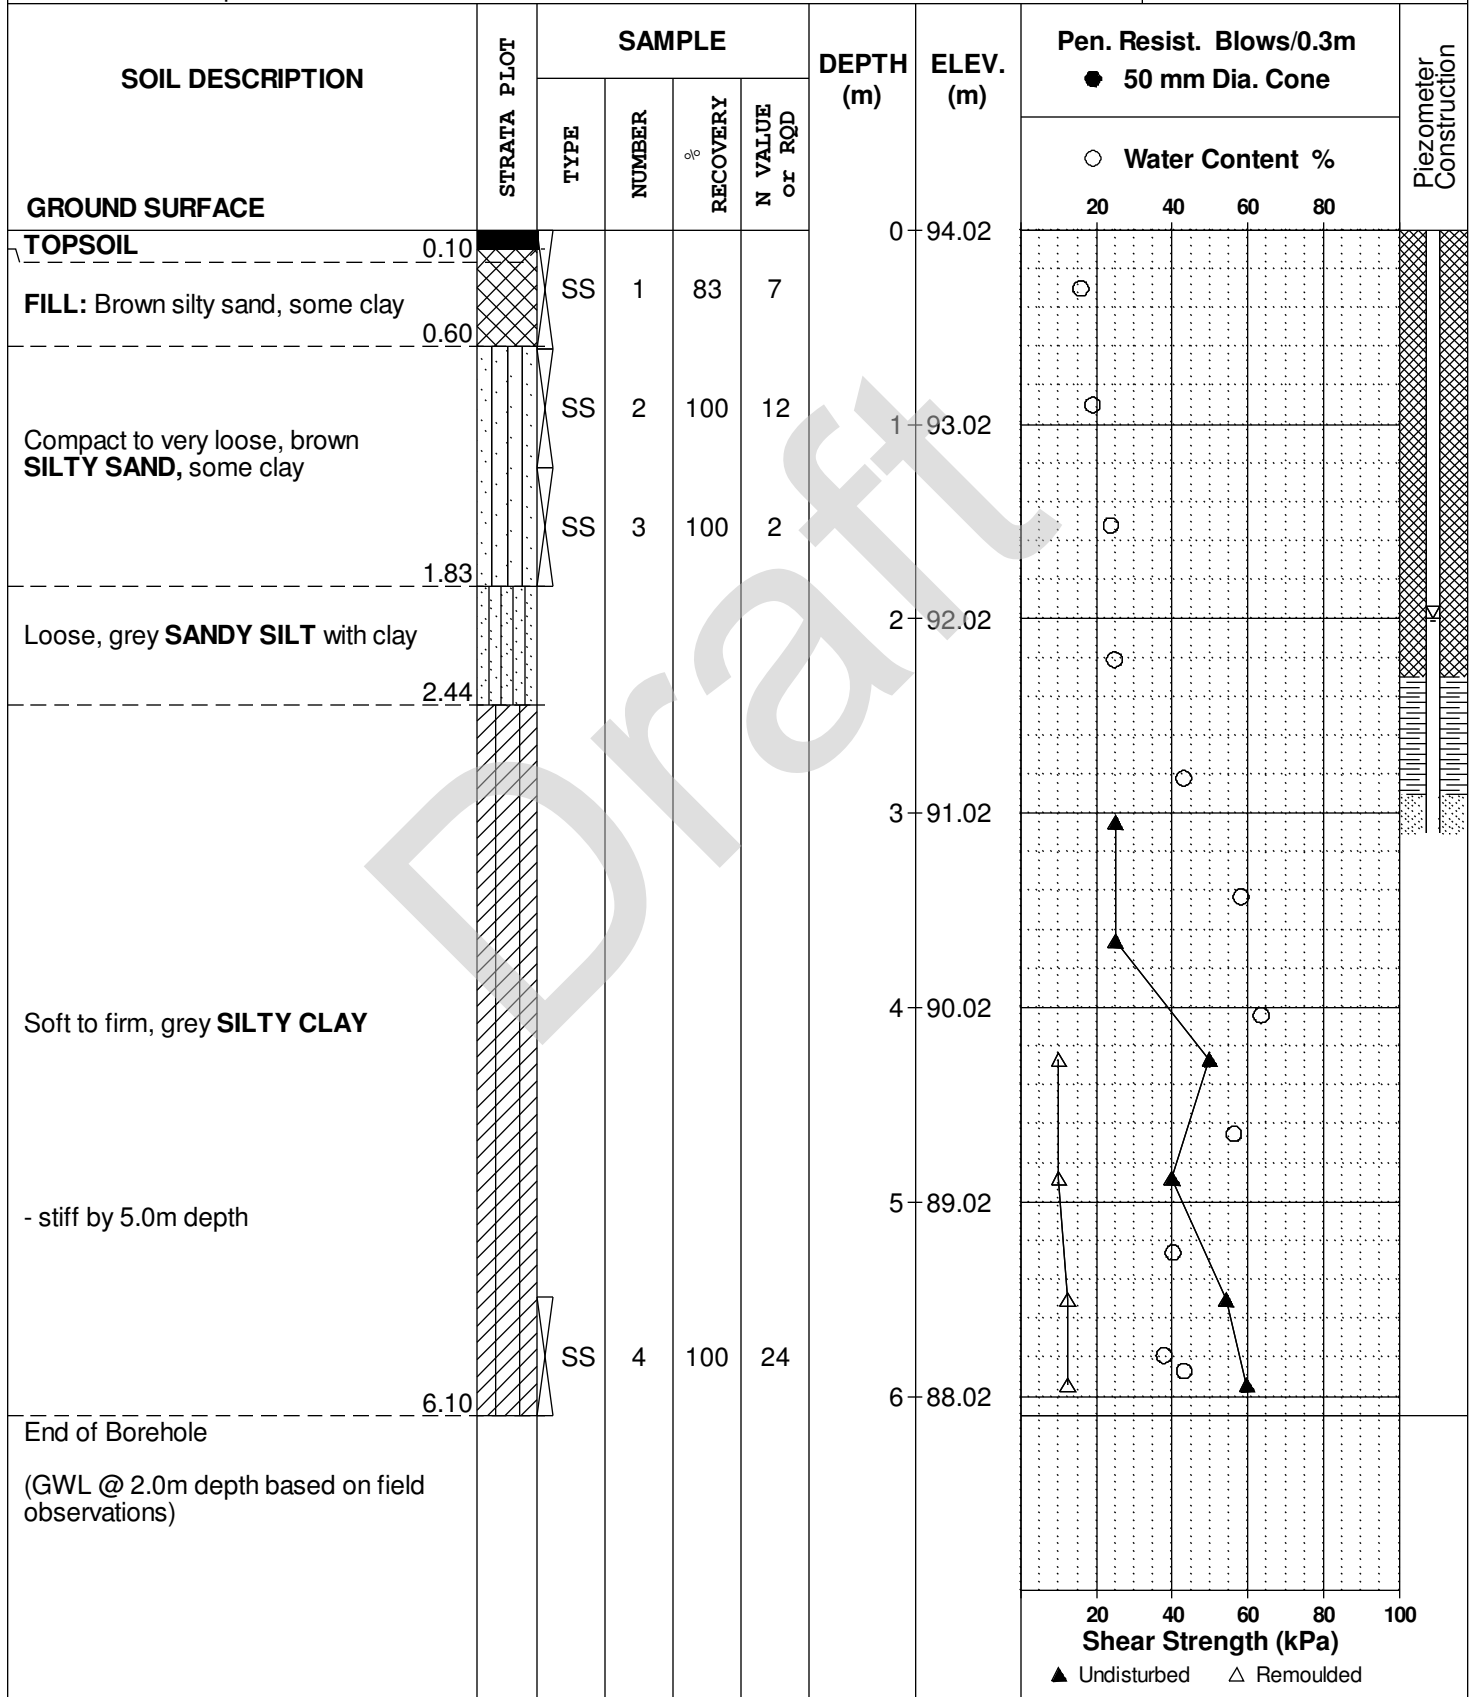 SOIL DESCRIPTION
GROUND SURFACE
STRATA PLOT
SAMPLE
TYPE
NUMBER
% RECOVERY
N VALUE or RQD
DEPTH (m)
ELEV. (m)
Pen. Resist. Blows/0.3m
● 50 mm Dia. Cone
○ Water Content %
20 40 60 80
Piezometer Construction
TOPSOIL 0.10
FILL: Brown silty sand, some clay
0.60
SS 1 83 7
0 94.02
Compact to very loose, brown
SILTY SAND, some clay
1.83
SS 2 100 12
1 93.02
SS 3 100 2
Loose, grey SANDY SILT with clay
2.44
2 92.02
3 91.02
Soft to firm, grey SILTY CLAY
4 90.02
- stiff by 5.0m depth
5 89.02
SS 4 100 24
6.10
6 88.02
End of Borehole
(GWL @ 2.0m depth based on field
observations)
20 40 60 80 100
Shear Strength (kPa)
▲ Undisturbed △ Remoulded
Draft